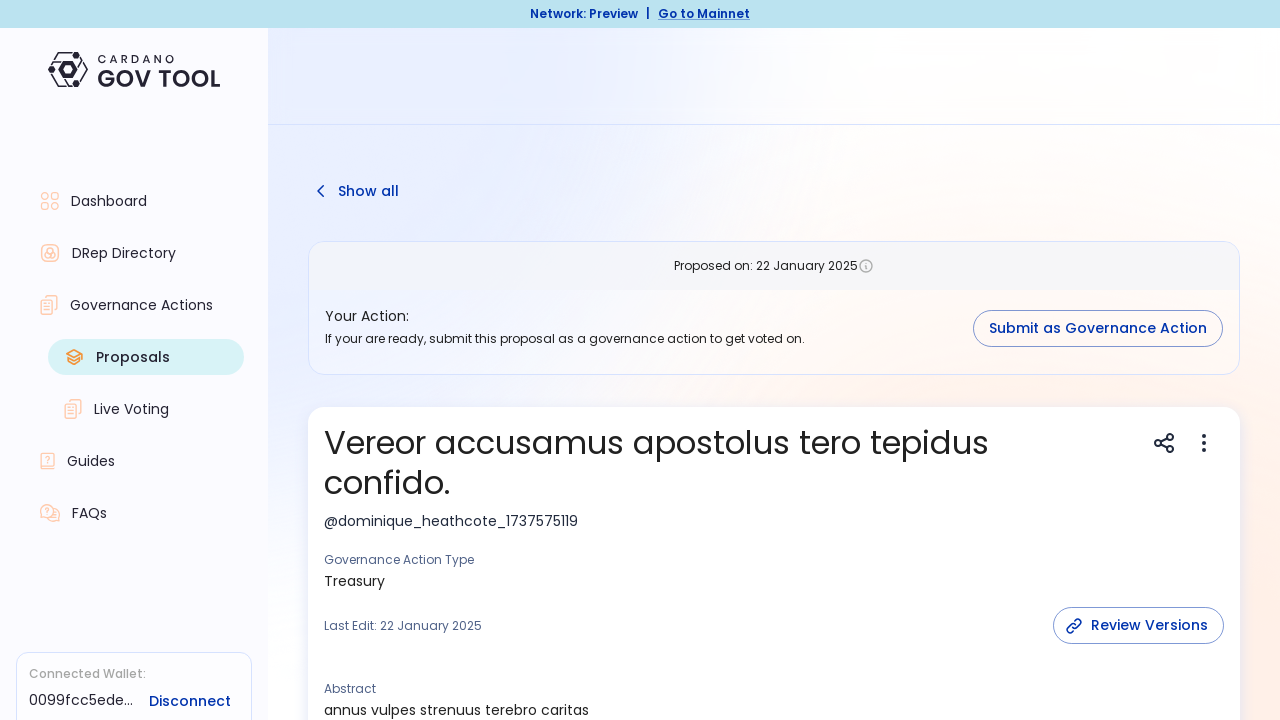 Network: Preview | Go to Mainnet
CARDANO
GOV TOOL
Dashboard
DRep Directory
Governance Actions
Proposals
Live Voting
Guides
FAQs
Connected Wallet:
0099fcc5ede...
Disconnect
Show all
Proposed on: 22 January 2025
Your Action:
If your are ready, submit this proposal as a governance action to get voted on.
Submit as Governance Action
Vereor accusamus apostolus tero tepidus
confido.
@dominique_heathcote_1737575119
Governance Action Type
Treasury
Last Edit: 22 January 2025
Review Versions
Abstract
annus vulpes strenuus terebro caritas